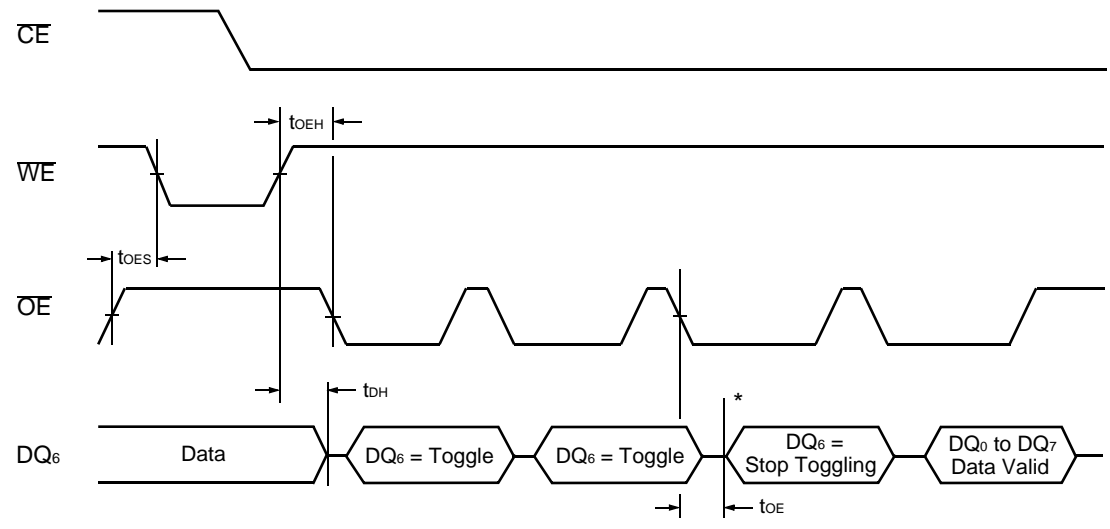 CE
tOEH
WE
tOES
OE
tDH
*
DQ6
Data
DQ6 = Toggle
DQ6 = Toggle
DQ6 =
Stop Toggling
DQ0 to DQ7
Data Valid
tOE